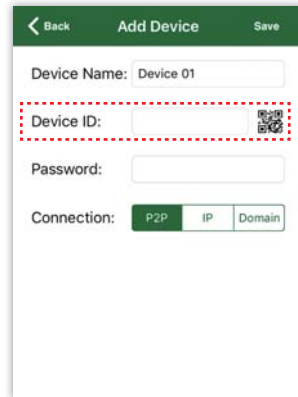 Back Add Device Save
Device Name: Device 01
Device ID:
Password:
Connection: P2P IP Domain